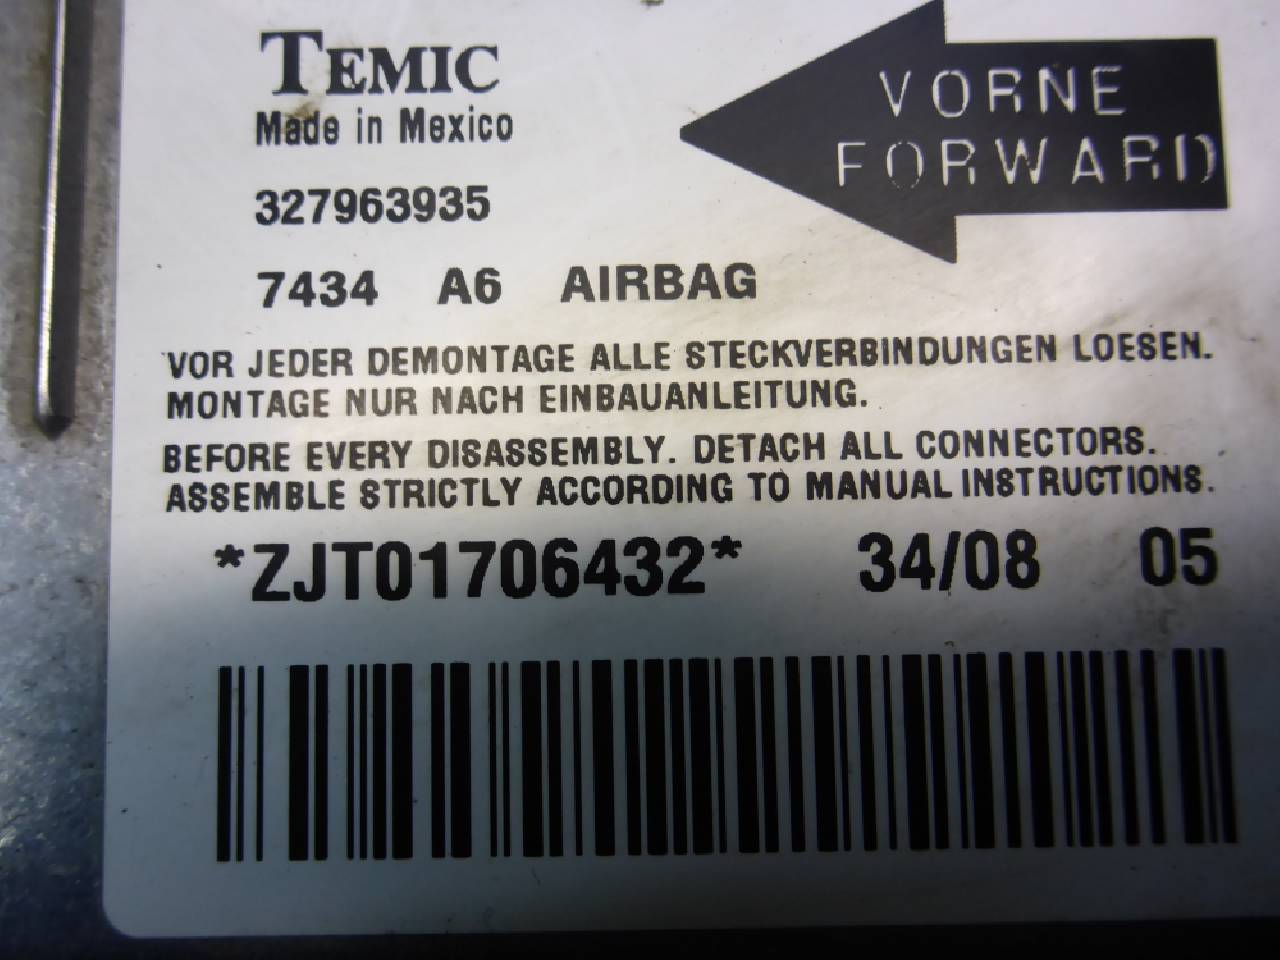 TEMIC
Made in Mexico
327963935
7434 A6 AIRBAG
VORNE
FORWARD
VOR JEDER DEMONTAGE ALLE STECKVERBINDUNGEN LOESEN.
MONTAGE NUR NACH EINBAUANLEITUNG.
BEFORE EVERY DISASSEMBLY. DETACH ALL CONNECTORS.
ASSEMBLE STRICTLY ACCORDING TO MANUAL INSTRUCTIONS.
*ZJT01706432* 34/08 05